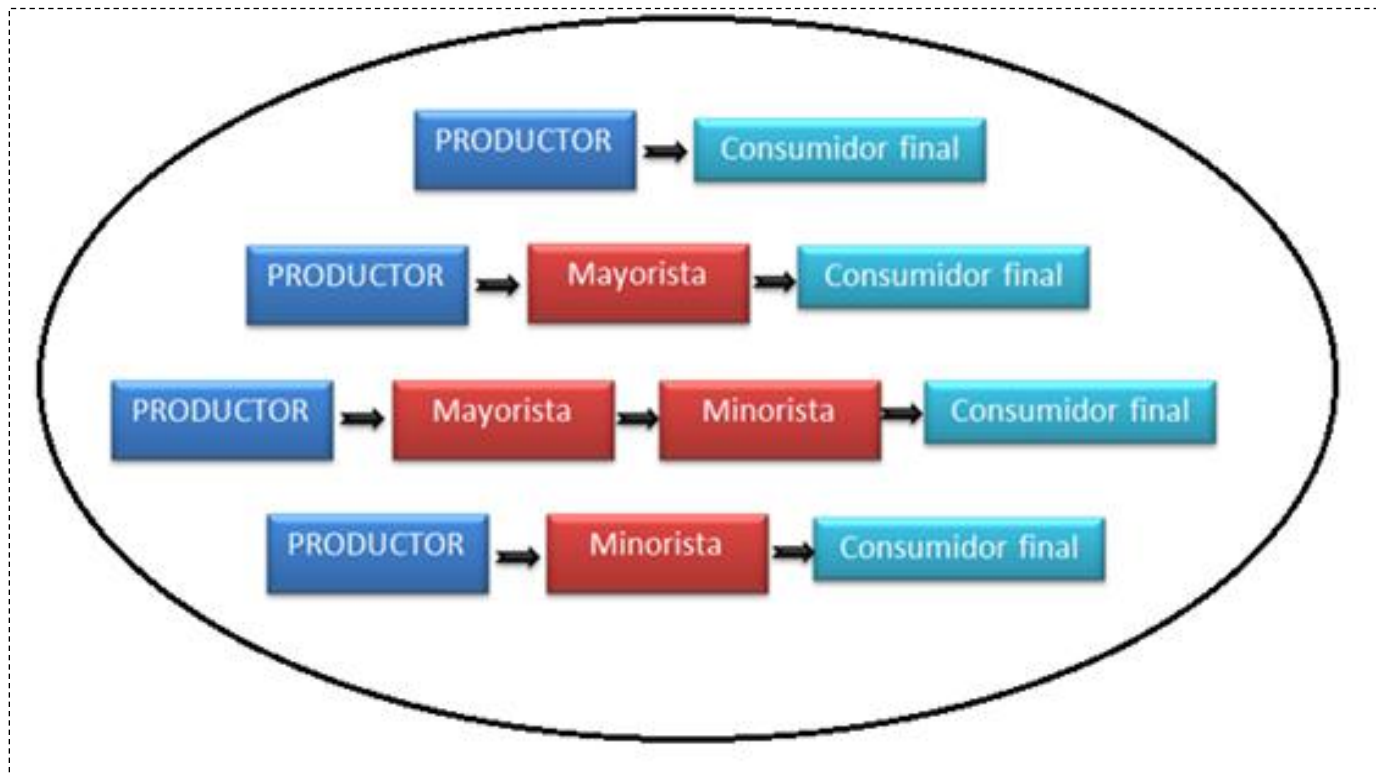 PRODUCTOR Consumidor final
PRODUCTOR Mayorista Consumidor final
PRODUCTOR Mayorista Minorista Consumidor final
PRODUCTOR Minorista Consumidor final